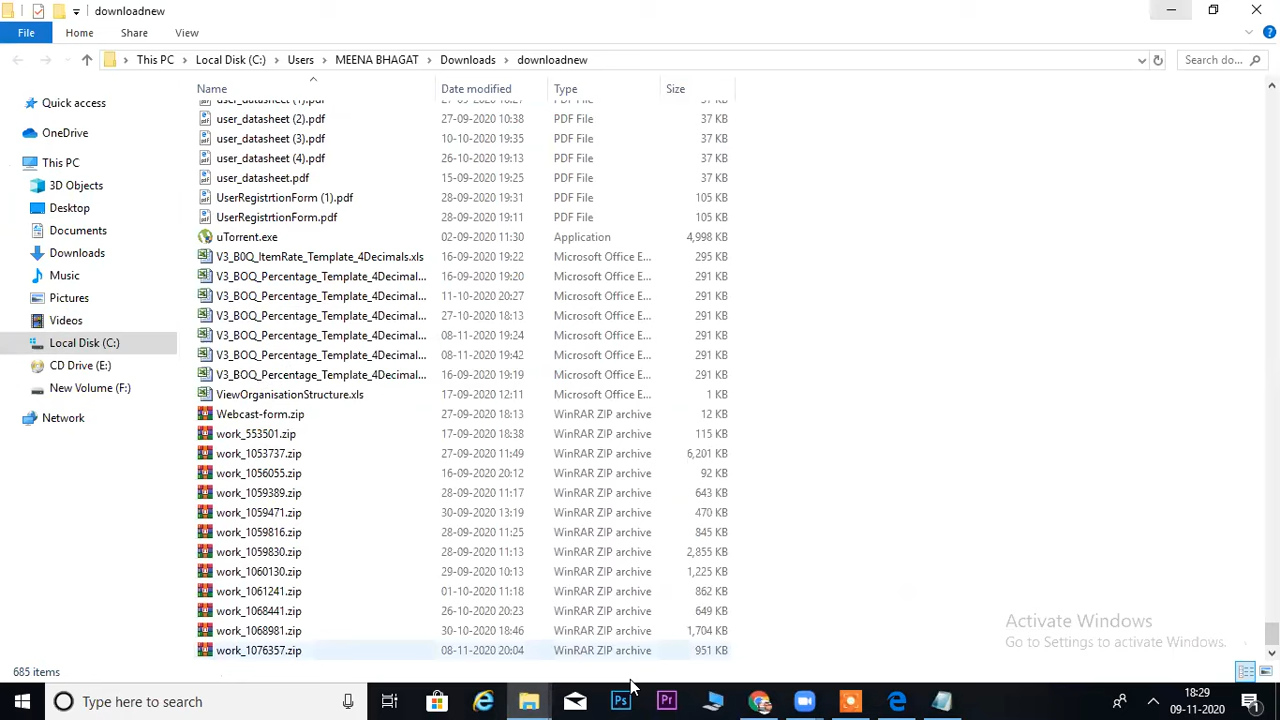 downloadnew
File Home Share View
This PC Local Disk (C:) Users MEENA BHAGAT Downloads downloadnew Search do...
Name Date modified Type Size
Quick access
OneDrive
This PC
3D Objects
Desktop
Documents
Downloads
Music
Pictures
Videos
Local Disk (C:)
CD Drive (E:)
New Volume (F:)
Network
user_datasheet (1).pdf PDF File 37 KB
user_datasheet (2).pdf 27-09-2020 10:38 PDF File 37 KB
user_datasheet (3).pdf 10-10-2020 19:35 PDF File 37 KB
user_datasheet (4).pdf 26-10-2020 19:13 PDF File 37 KB
user_datasheet.pdf 15-09-2020 19:25 PDF File 37 KB
UserRegistrtionForm (1).pdf 28-09-2020 19:31 PDF File 105 KB
UserRegistrtionForm.pdf 28-09-2020 19:11 PDF File 105 KB
uTorrent.exe 02-09-2020 11:30 Application 4,998 KB
V3_B0Q_ItemRate_Template_4Decimals.xls 16-09-2020 19:22 Microsoft Office E... 295 KB
V3_BOQ_Percentage_Template_4Decimal... 16-09-2020 19:20 Microsoft Office E... 291 KB
V3_BOQ_Percentage_Template_4Decimal... 11-10-2020 20:27 Microsoft Office E... 291 KB
V3_BOQ_Percentage_Template_4Decimal... 27-10-2020 18:13 Microsoft Office E... 291 KB
V3_BOQ_Percentage_Template_4Decimal... 08-11-2020 19:24 Microsoft Office E... 291 KB
V3_BOQ_Percentage_Template_4Decimal... 08-11-2020 19:42 Microsoft Office E... 291 KB
V3_BOQ_Percentage_Template_4Decimal... 16-09-2020 19:19 Microsoft Office E... 291 KB
ViewOrganisationStructure.xls 17-09-2020 12:11 Microsoft Office E... 1 KB
Webcast-form.zip 27-09-2020 18:13 WinRAR ZIP archive 12 KB
work_553501.zip 17-09-2020 18:38 WinRAR ZIP archive 115 KB
work_1053737.zip 27-09-2020 11:49 WinRAR ZIP archive 6,201 KB
work_1056055.zip 16-09-2020 20:12 WinRAR ZIP archive 92 KB
work_1059389.zip 28-09-2020 11:17 WinRAR ZIP archive 643 KB
work_1059471.zip 30-09-2020 13:19 WinRAR ZIP archive 470 KB
work_1059816.zip 28-09-2020 11:25 WinRAR ZIP archive 845 KB
work_1059830.zip 28-09-2020 11:13 WinRAR ZIP archive 2,855 KB
work_1060130.zip 29-09-2020 10:13 WinRAR ZIP archive 1,225 KB
work_1061241.zip 01-10-2020 11:18 WinRAR ZIP archive 862 KB
work_1068441.zip 26-10-2020 20:23 WinRAR ZIP archive 649 KB
work_1068981.zip 30-10-2020 18:46 WinRAR ZIP archive 1,704 KB
work_1076357.zip 08-11-2020 20:04 WinRAR ZIP archive 951 KB
Activate Windows
Go to Settings to activate Windows.
685 items
Type here to search
Ps
Pr
18:29
09-11-2020
1